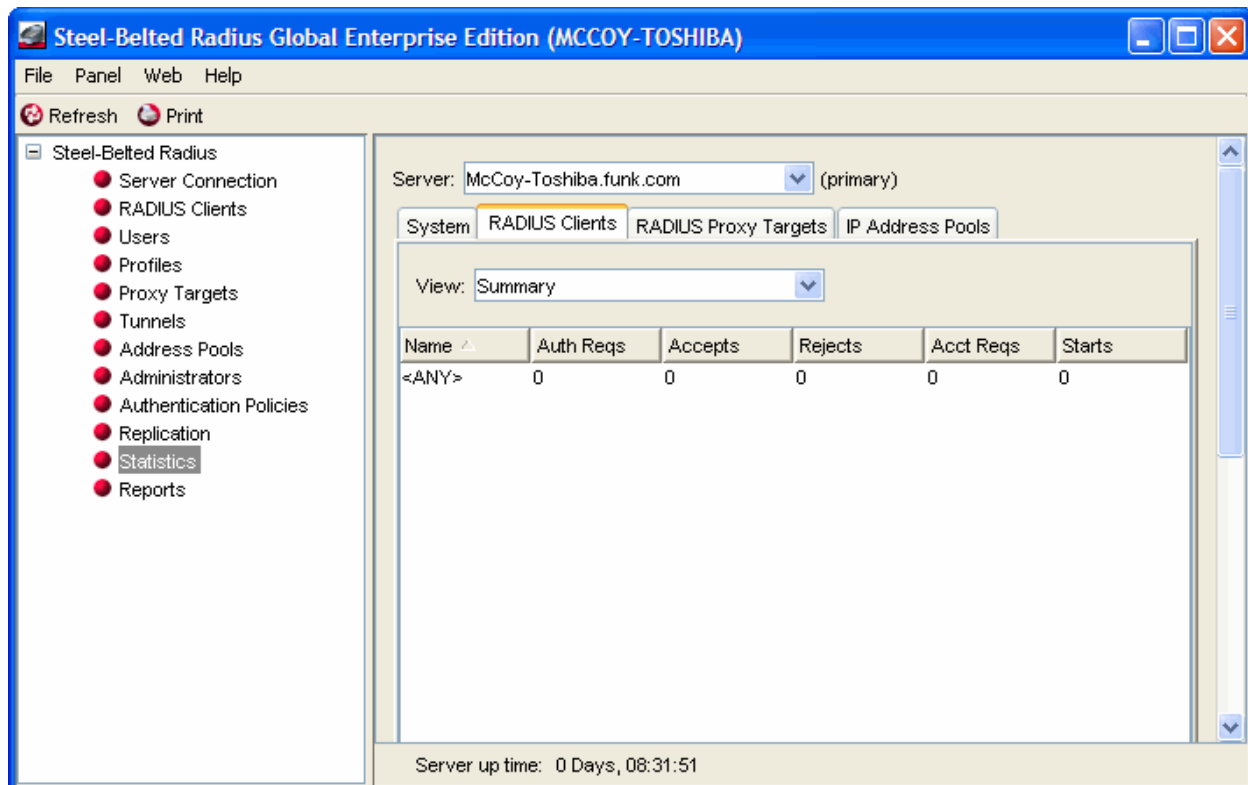 Steel-Belted Radius Global Enterprise Edition (MCCOY-TOSHIBA)
File Panel Web Help
Refresh Print
Steel-Belted Radius
Server Connection
RADIUS Clients
Users
Profiles
Proxy Targets
Tunnels
Address Pools
Administrators
Authentication Policies
Replication
Statistics
Reports
Server: McCoy-Toshiba.funk.com (primary)
System RADIUS Clients RADIUS Proxy Targets IP Address Pools
View: Summary
Name Auth Reqs Accepts Rejects Acct Reqs Starts
<ANY> 0 0 0 0 0
Server up time: 0 Days, 08:31:51